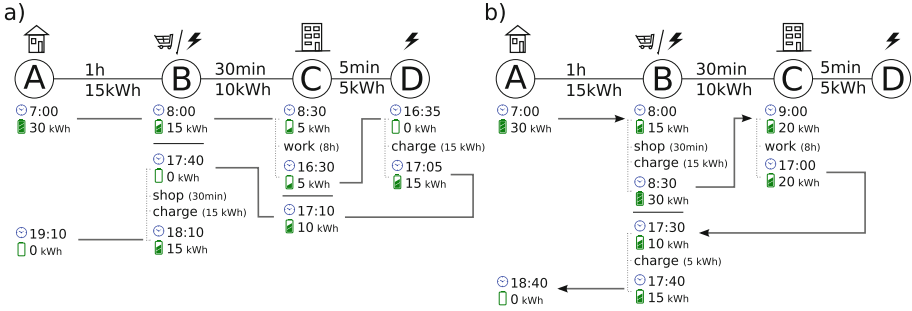 a)
A
1h
15kWh
B
30min
10kWh
C
5min
5kWh
D
7:00
30 kWh
8:00
15 kWh
8:30
5 kWh
work (8h)
16:30
5 kWh
16:35
0 kWh
charge (15 kWh)
17:05
15 kWh
17:10
10 kWh
17:40
0 kWh
shop (30min)
charge (15 kWh)
18:10
15 kWh
19:10
0 kWh
b)
A
1h
15kWh
B
30min
10kWh
C
5min
5kWh
D
7:00
30 kWh
8:00
15 kWh
shop (30min)
charge (15 kWh)
8:30
30 kWh
9:00
20 kWh
work (8h)
17:00
20 kWh
17:30
10 kWh
charge (5 kWh)
17:40
15 kWh
18:40
0 kWh